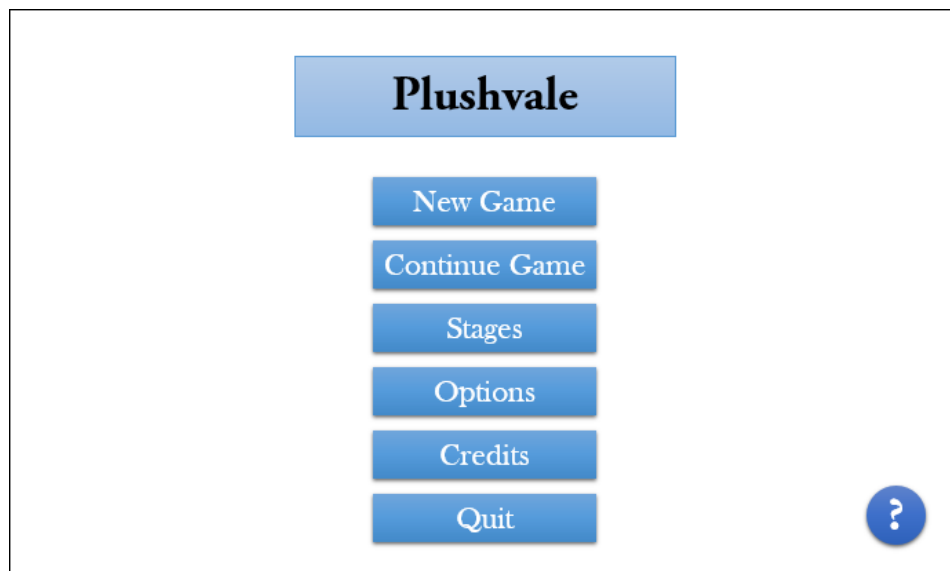 Plushvale
New Game
Continue Game
Stages
Options
Credits
Quit
?